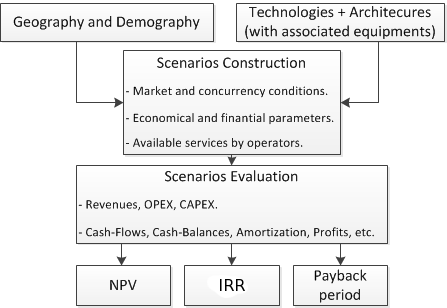 Geography and Demography
Technologies + Architecures
(with associated equipments)
Scenarios Construction
- Market and concurrency conditions.
- Economical and finantial parameters.
- Available services by operators.
Scenarios Evaluation
- Revenues, OPEX, CAPEX.
- Cash-Flows, Cash-Balances, Amortization, Profits, etc.
NPV
IRR
Payback
period